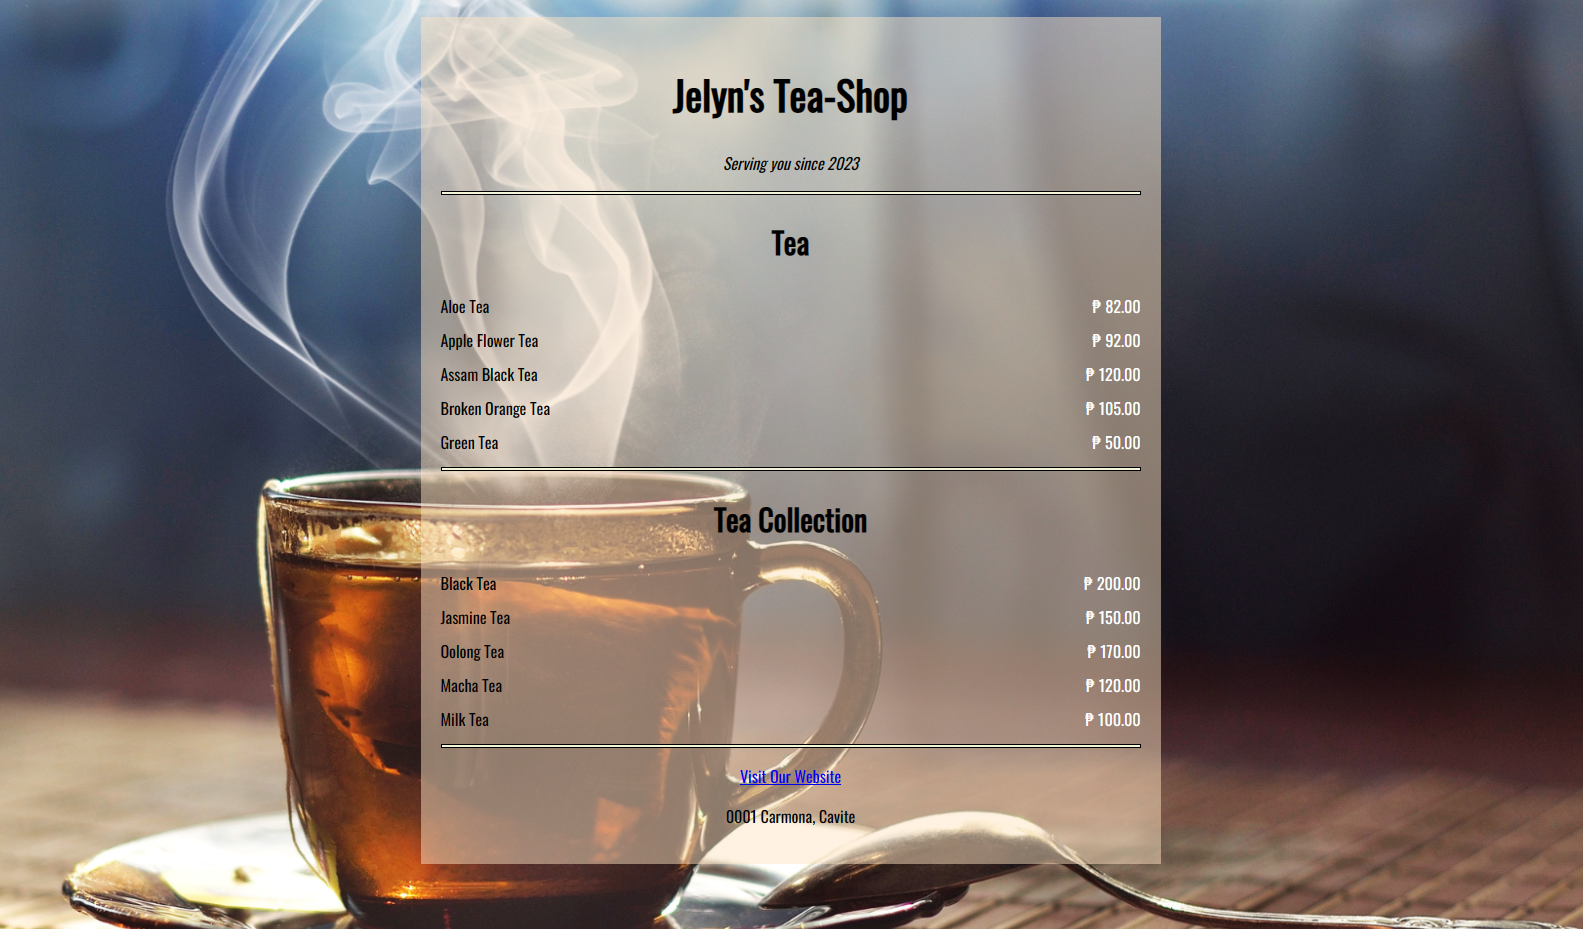 Jelyn's Tea-Shop
Serving you since 2023
Tea
Aloe Tea ₱ 82.00
Apple Flower Tea ₱ 92.00
Assam Black Tea ₱ 120.00
Broken Orange Tea ₱ 105.00
Green Tea ₱ 50.00
Tea Collection
Black Tea ₱ 200.00
Jasmine Tea ₱ 150.00
Oolong Tea ₱ 170.00
Macha Tea ₱ 120.00
Milk Tea ₱ 100.00
Visit Our Website
0001 Carmona, Cavite